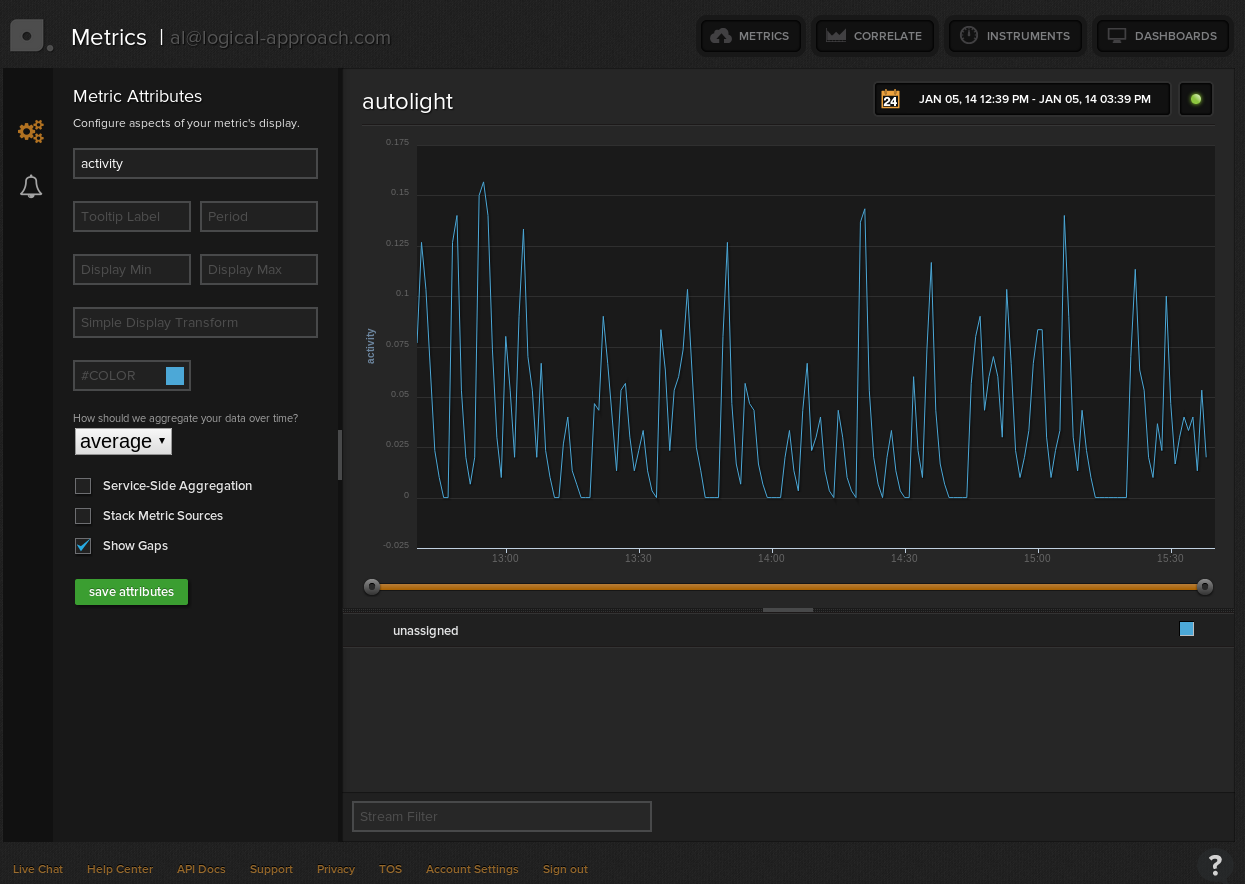 Metrics | al@logical-approach.com
METRICS
CORRELATE
INSTRUMENTS
DASHBOARDS
Metric Attributes
Configure aspects of your metric's display.
activity
Tooltip Label
Period
Display Min
Display Max
Simple Display Transform
#COLOR
How should we aggregate your data over time?
average
Service-Side Aggregation
Stack Metric Sources
Show Gaps
save attributes
autolight
24
JAN 05, 14 12:39 PM - JAN 05, 14 03:39 PM
0.175
0.15
0.125
0.1
0.075
0.05
0.025
0
-0.025
activity
13:00
13:30
14:00
14:30
15:00
15:30
unassigned
Stream Filter
Live Chat
Help Center
API Docs
Support
Privacy
TOS
Account Settings
Sign out
?